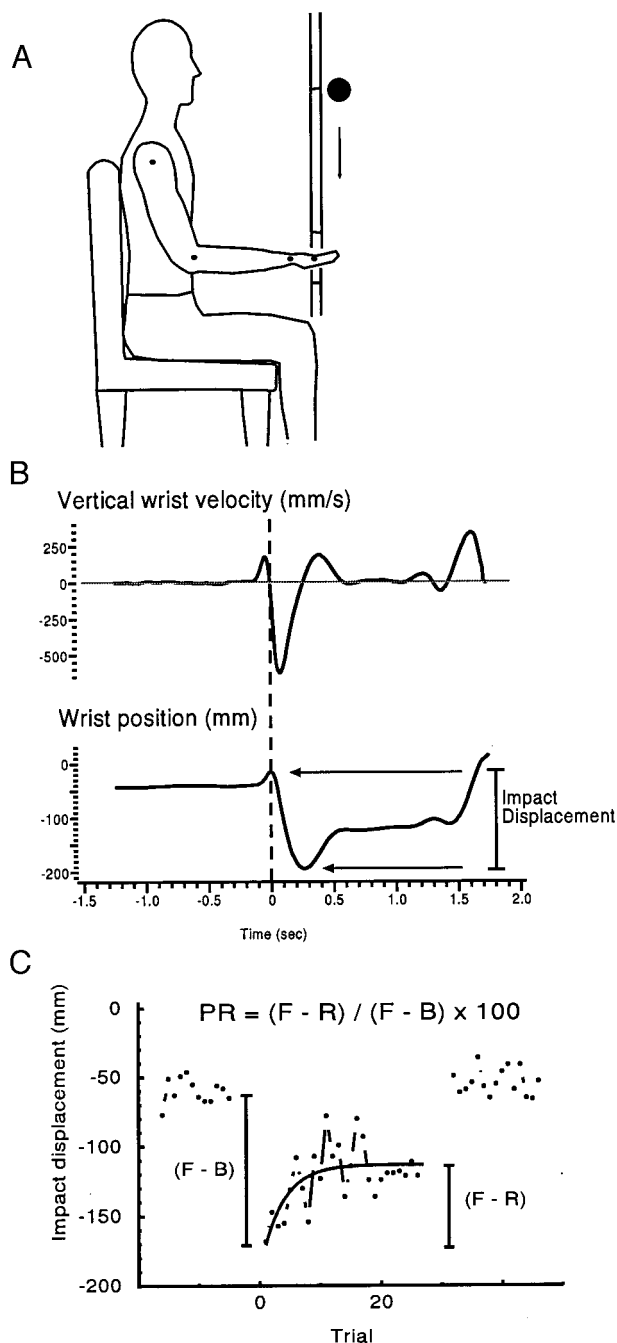 A
B
Vertical wrist velocity (mm/s)
250
0
-250
-500
Wrist position (mm)
0
-100
-200
Impact
Displacement
-1.5 -1.0 -0.5 0 0.5 1.0 1.5 2.0
Time (sec)
C
PR = (F - R) / (F - B) x 100
Impact displacement (mm)
0
-50
-100
-150
-200
(F - B)
(F - R)
0 20
Trial